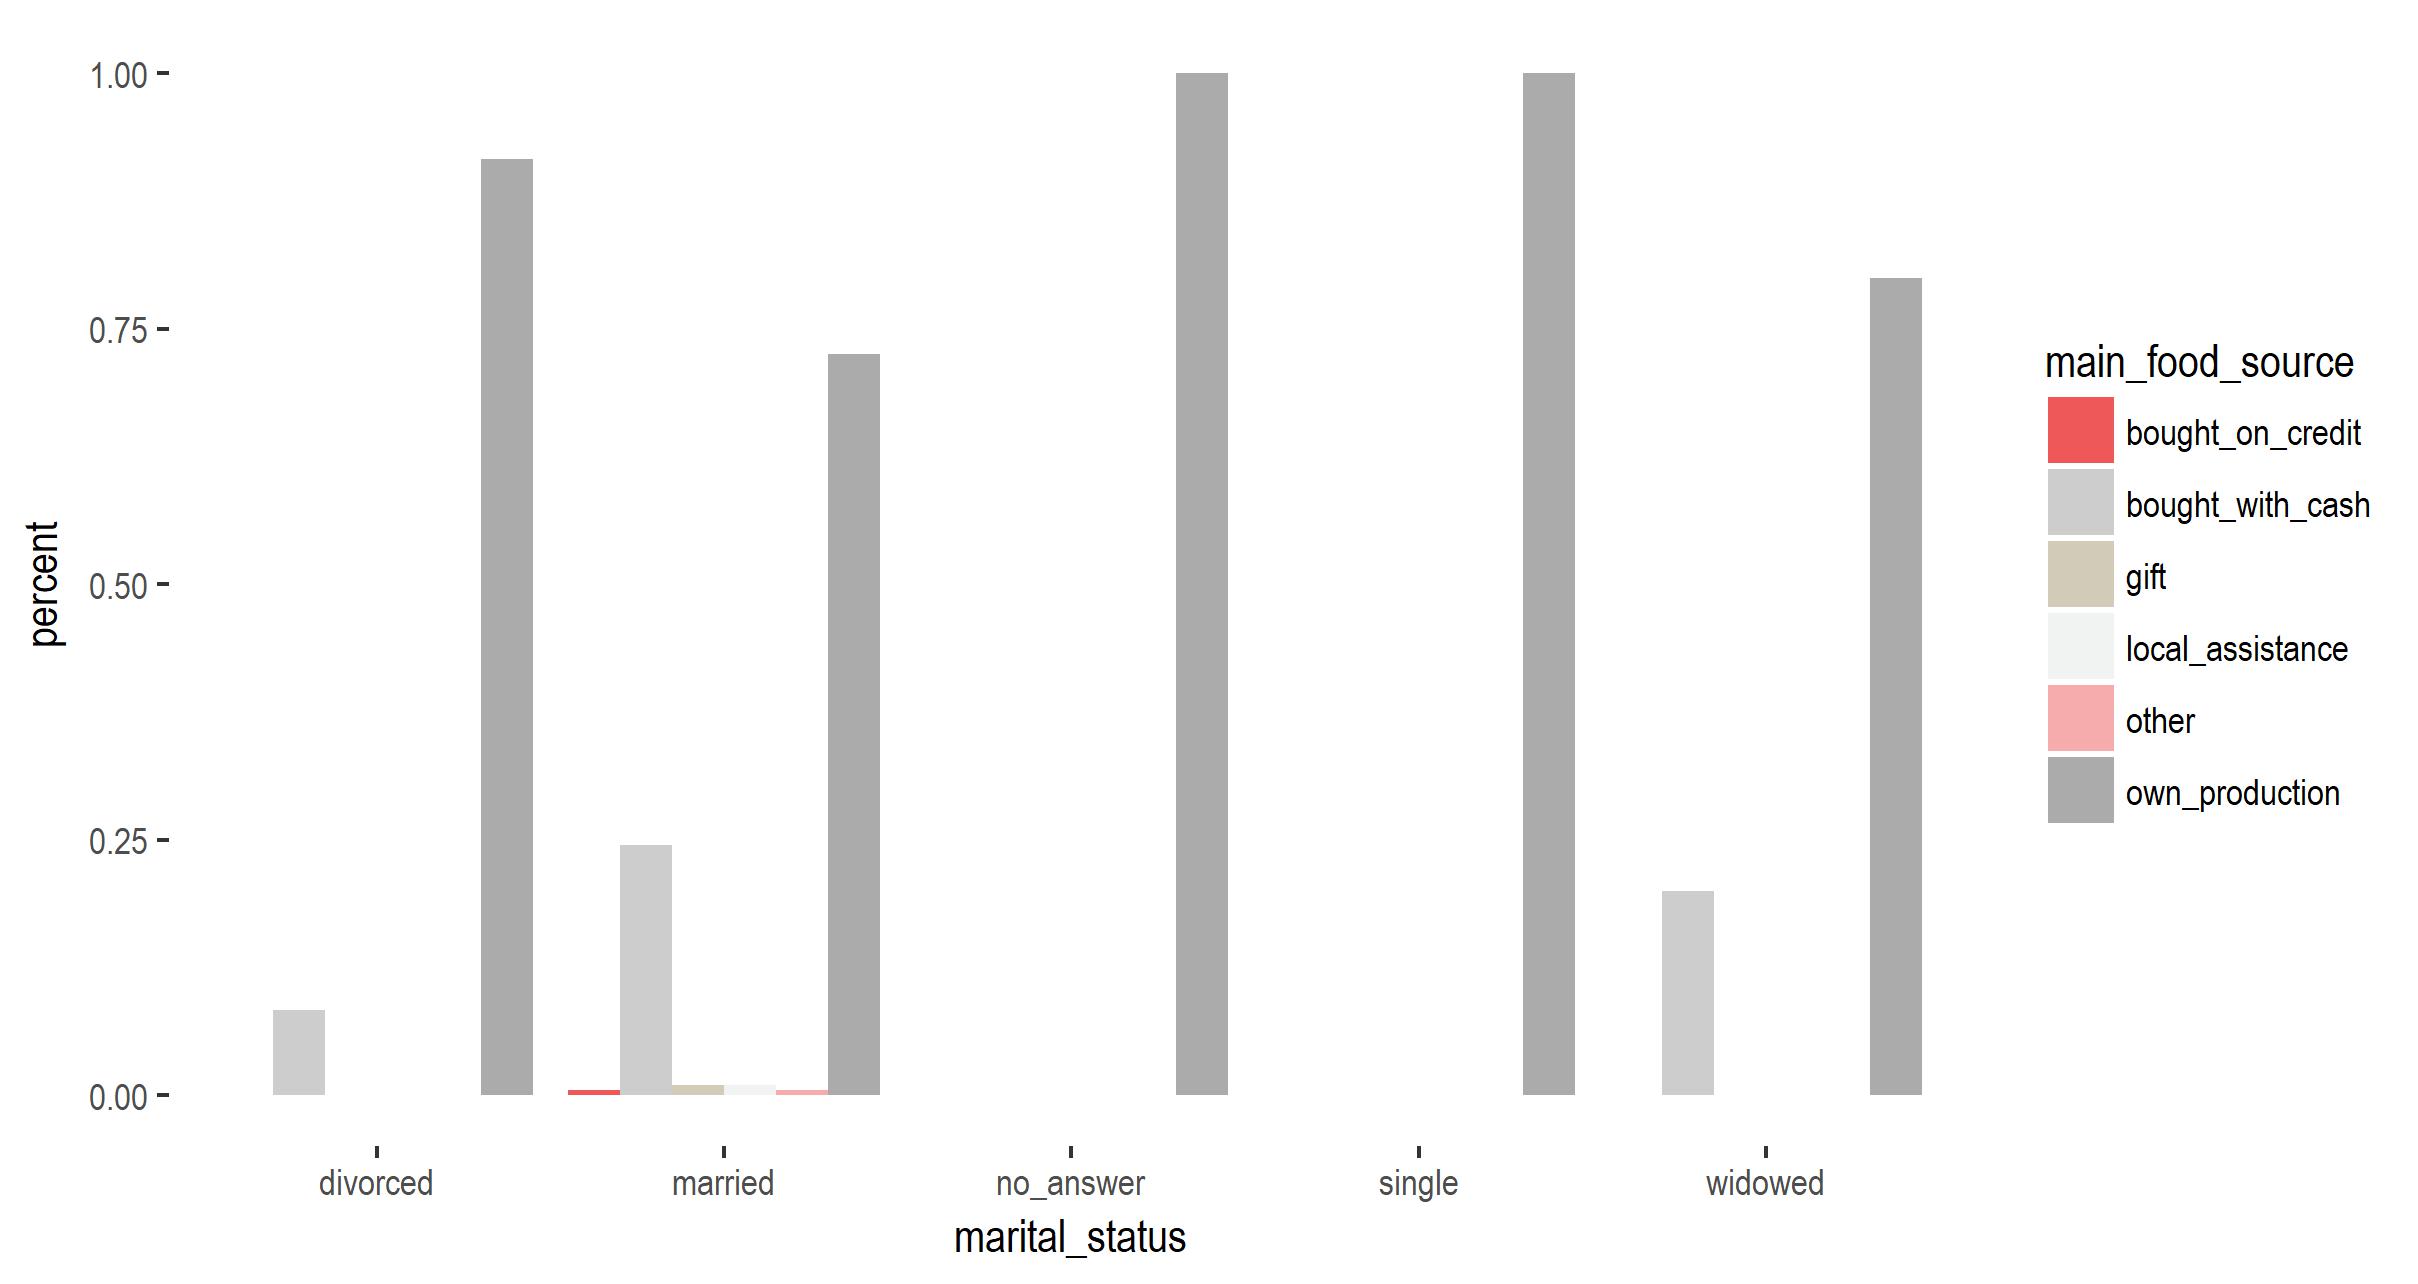 percent
1.00
0.75
0.50
0.25
0.00
divorced married no_answer single widowed
marital_status
main_food_source
bought_on_credit
bought_with_cash
gift
local_assistance
other
own_production